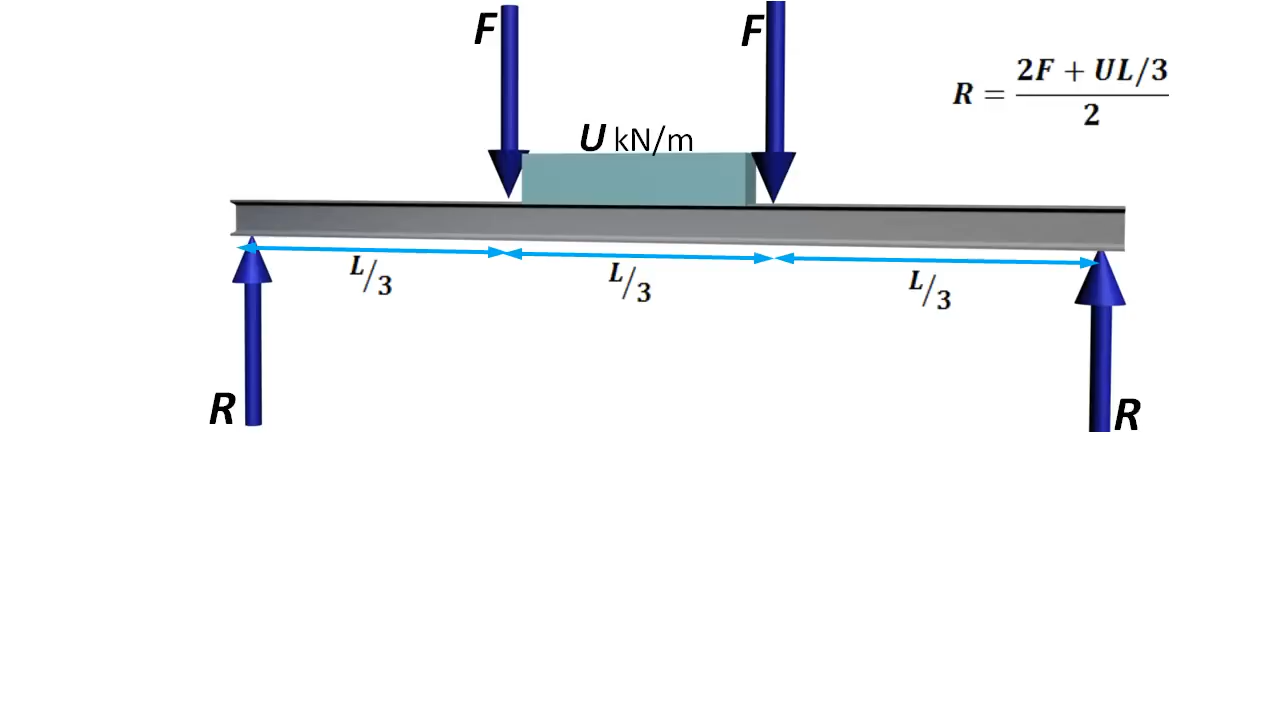 F
F
U kN/m
R = (2F + UL/3)/2
L/3
L/3
L/3
R
R